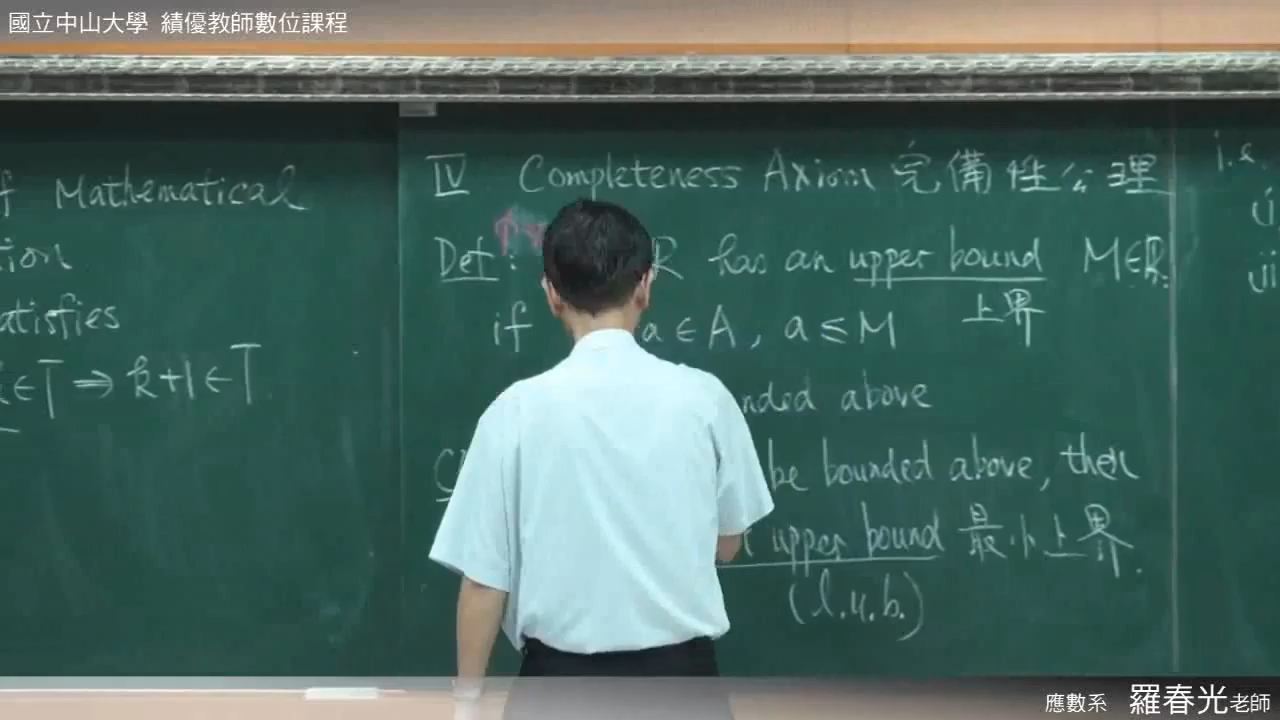 國立中山大學 績優教師數位課程
f Mathematical
tion
atisfies
k∈T ⇒ k+1∈T
IV Completeness Axiom 完備性公理
Def: R has an upper bound M∈R
上界
if a∈A, a≤M
nded above
be bounded above, then
t upper bound 最小上界.
(l.u.b.)
i.e.
ii
應數系 羅春光老師